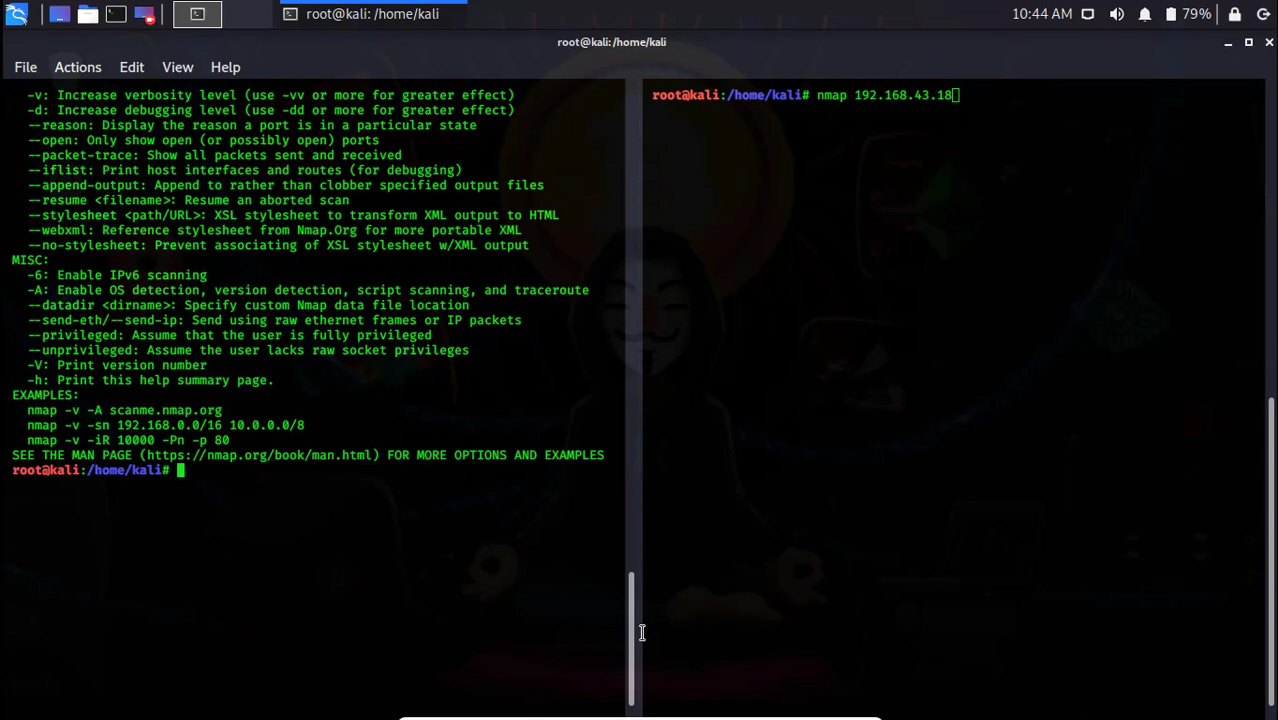 root@kali: /home/kali
10:44 AM
79%
root@kali:/home/kali
File Actions Edit View Help
-v: Increase verbosity level (use -vv or more for greater effect)
-d: Increase debugging level (use -dd or more for greater effect)
--reason: Display the reason a port is in a particular state
--open: Only show open (or possibly open) ports
--packet-trace: Show all packets sent and received
--iflist: Print host interfaces and routes (for debugging)
--append-output: Append to rather than clobber specified output files
--resume <filename>: Resume an aborted scan
--stylesheet <path/URL>: XSL stylesheet to transform XML output to HTML
--webxml: Reference stylesheet from Nmap.Org for more portable XML
--no-stylesheet: Prevent associating of XSL stylesheet w/XML output
MISC:
-6: Enable IPv6 scanning
-A: Enable OS detection, version detection, script scanning, and traceroute
--datadir <dirname>: Specify custom Nmap data file location
--send-eth/--send-ip: Send using raw ethernet frames or IP packets
--privileged: Assume that the user is fully privileged
--unprivileged: Assume the user lacks raw socket privileges
-V: Print version number
-h: Print this help summary page.
EXAMPLES:
nmap -v -A scanme.nmap.org
nmap -v -sn 192.168.0.0/16 10.0.0.0/8
nmap -v -iR 10000 -Pn -p 80
SEE THE MAN PAGE (https://nmap.org/book/man.html) FOR MORE OPTIONS AND EXAMPLES
root@kali:/home/kali#
root@kali:/home/kali# nmap 192.168.43.18